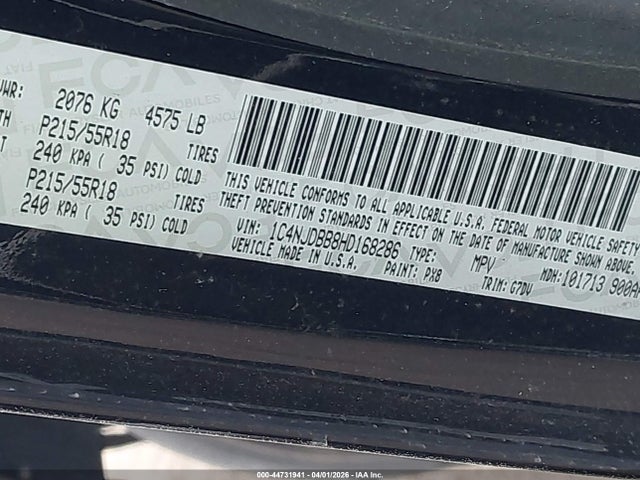 VWR: 2076 KG 4575 LB
P215/55R18 TIRES
240 KPA ( 35 PSI) COLD
P215/55R18 TIRES
240 KPA ( 35 PSI) COLD
THIS VEHICLE CONFORMS TO ALL APPLICABLE U.S.A. FEDERAL MOTOR VEHICLE SAFETY
THEFT PREVENTION STANDARDS IN EFFECT ON THE DATE OF MANUFACTURE SHOWN ABOVE.
VIN: 1C4NJDBB8HD168286 TYPE: MPV MDH: 101713 900A
VEHICLE MADE IN U.S.A. PAINT: PX8 TRIM: G7DV
000-44731941 - 04/01/2026 - IAA Inc.